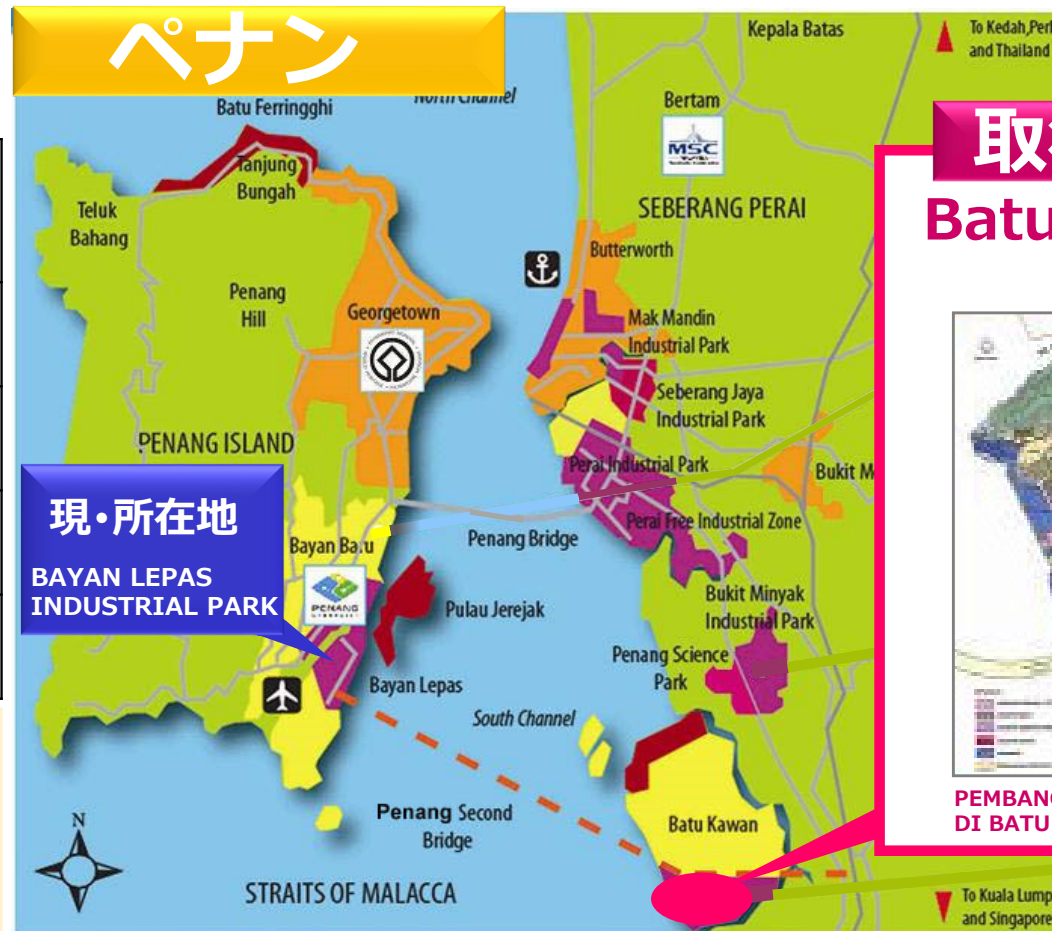 ペナン
Kepala Batas
To Kedah,
and Thailand
North Channel
Batu Ferringghi
Bertam
MSC
Tanjung
Bungah
Teluk
Bahang
SEBERANG PERAI
Batu
Butterworth
Penang
Hill
Georgetown
Mak Mandin
Industrial Park
Seberang Jaya
Industrial Park
PENANG ISLAND
Perai Industrial Park
Bukit
現・所在地
BAYAN LEPAS
INDUSTRIAL PARK
Perai Free Industrial Zone
Penang Bridge
Bayan Baru
PENANG
Bukit Minyak
Industrial Park
Pulau Jerejak
Penang Science
Park
Bayan Lepas
South Channel
DI BATU
Penang Second
Bridge
Batu Kawan
N
STRAITS OF MALACCA
To Kuala
and Singapore